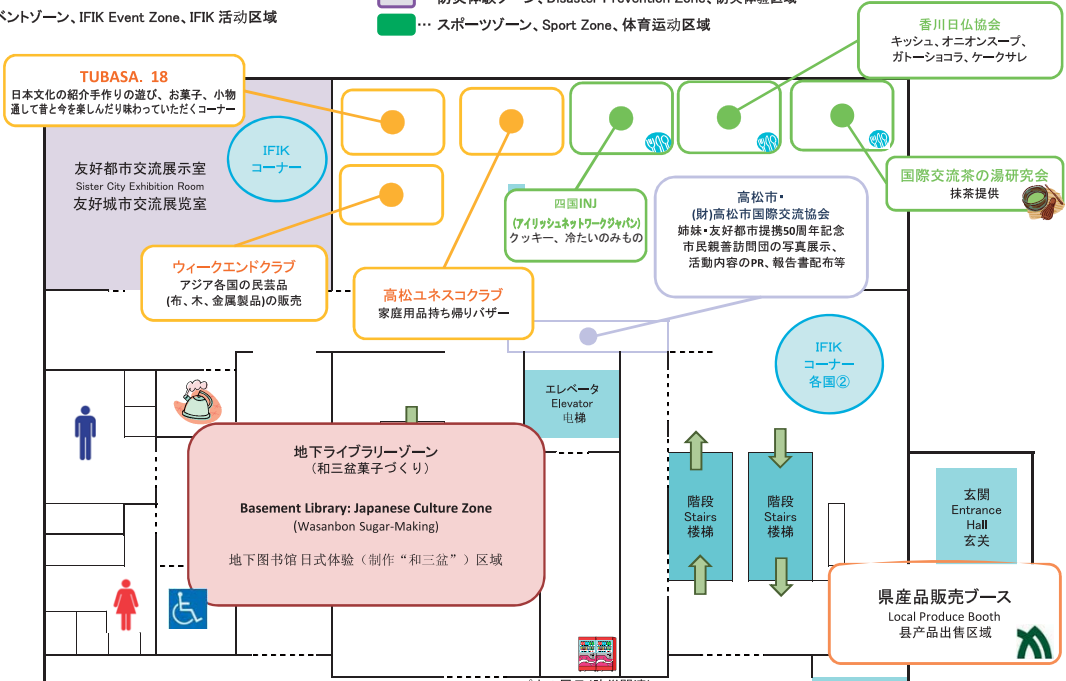 ベントゾーン、IFIK Event Zone、IFIK 活动区域
… スポーツゾーン、Sport Zone、体育运动区域
香川日仏協会
キッシュ、オニオンスープ、
ガトーショコラ、ケークサレ
TUBASA. 18
日本文化の紹介手作りの遊び、お菓子、小物
通して昔と今を楽しんだり味わっていただくコーナー
IFIK
コーナー
友好都市交流展示室
Sister City Exhibition Room
友好城市交流展览室
国際交流茶の湯研究会
抹茶提供
四国INJ
(アイリッシュネットワークジャパン)
クッキー、冷たいのみもの
高松市・
(財)高松市国際交流協会
姉妹・友好都市提携50周年記念
市民親善訪問団の写真展示、
活動内容のPR、報告書配布等
ウィークエンドクラブ
アジア各国の民芸品
(布、木、金属製品)の販売
高松ユネスコクラブ
家庭用品持ち帰りバザー
IFIK
コーナー
各国②
エレベータ
Elevator
电梯
地下ライブラリーゾーン
（和三盆菓子づくり）
Basement Library: Japanese Culture Zone
(Wasanbon Sugar-Making)
地下图书馆日式体验（制作“和三盆”）区域
階段
Stairs
楼梯
階段
Stairs
楼梯
玄関
Entrance
Hall
玄关
県産品販売ブース
Local Produce Booth
县产品出售区域